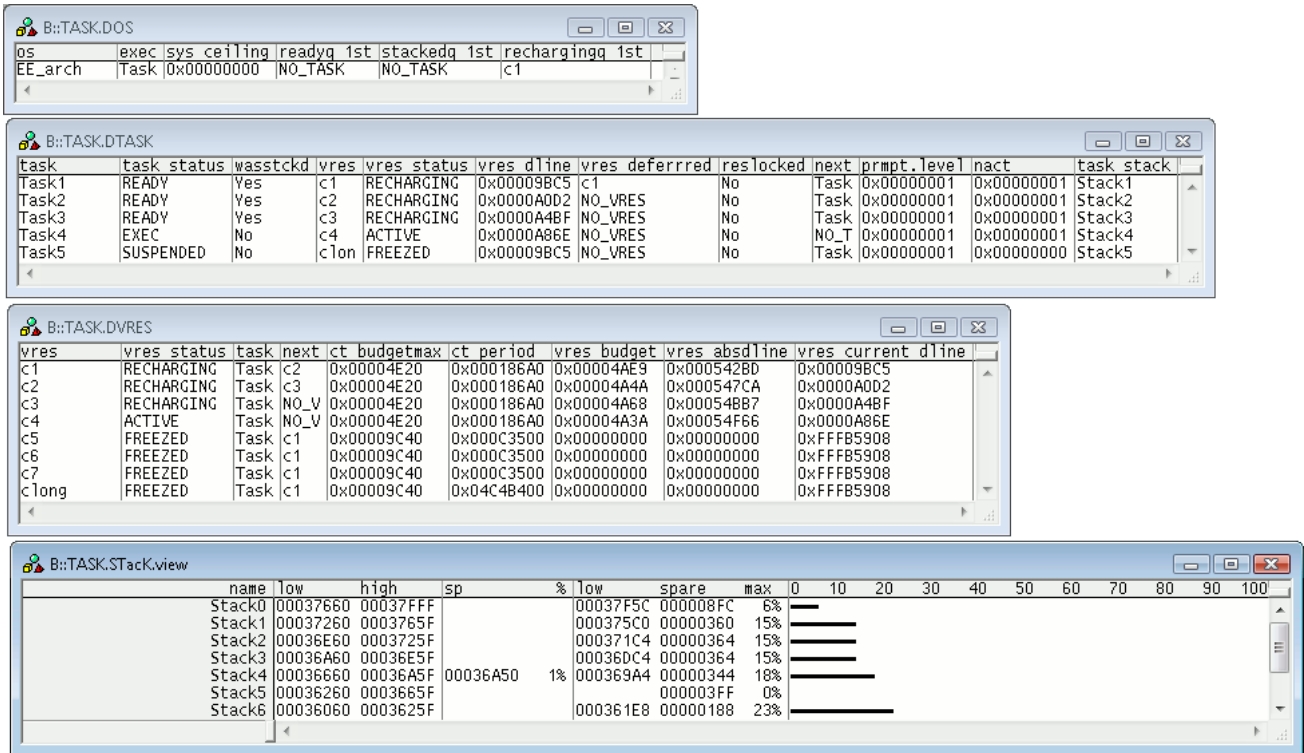 B::TASK.DOS
os exec sys ceiling readyq 1st stackedq 1st rechargingq 1st
EE_arch Task 0x00000000 NO_TASK NO_TASK c1
B::TASK.DTASK
task task status wasstckd vres vres status vres dline vres deferrred reslocked next prmpt.level nact task stack
Task1 READY Yes c1 RECHARGING 0x00009BC5 c1 No Task 0x00000001 0x00000001 Stack1
Task2 READY Yes c2 RECHARGING 0x0000A0D2 NO_VRES No Task 0x00000001 0x00000001 Stack2
Task3 READY Yes c3 RECHARGING 0x0000A4BF NO_VRES No Task 0x00000001 0x00000001 Stack3
Task4 EXEC No c4 ACTIVE 0x0000A86E NO_VRES No NO_T 0x00000001 0x00000001 Stack4
Task5 SUSPENDED No clon FREEZED 0x00009BC5 NO_VRES No Task 0x00000001 0x00000000 Stack5
B::TASK.DVRES
vres vres status task next ct budgetmax ct period vres budget vres absdline vres current dline
c1 RECHARGING Task c2 0x00004E20 0x000186A0 0x00004AE9 0x000542BD 0x00009BC5
c2 RECHARGING Task c3 0x00004E20 0x000186A0 0x00004A4A 0x000547CA 0x0000A0D2
c3 RECHARGING Task NO_V 0x00004E20 0x000186A0 0x00004A68 0x00054BB7 0x0000A4BF
c4 ACTIVE Task NO_V 0x00004E20 0x000186A0 0x00004A3A 0x00054F66 0x0000A86E
c5 FREEZED Task c1 0x00009C40 0x000C3500 0x00000000 0x00000000 0xFFFB5908
c6 FREEZED Task c1 0x00009C40 0x000C3500 0x00000000 0x00000000 0xFFFB5908
c7 FREEZED Task c1 0x00009C40 0x000C3500 0x00000000 0x00000000 0xFFFB5908
clong FREEZED Task c1 0x00009C40 0x04C4B400 0x00000000 0x00000000 0xFFFB5908
B::TASK.STacK.view
name low high sp % low spare max 0 10 20 30 40 50 60 70 80 90 100
Stack0 00037660 00037FFF 00037F5C 000008FC 6%
Stack1 00037260 0003765F 000375C0 00000360 15%
Stack2 00036E60 0003725F 000371C4 00000364 15%
Stack3 00036A60 00036E5F 00036DC4 00000364 15%
Stack4 00036660 00036A5F 00036A50 1% 000369A4 00000344 18%
Stack5 00036260 0003665F 000003FF 0%
Stack6 00036060 0003625F 000361E8 00000188 23%